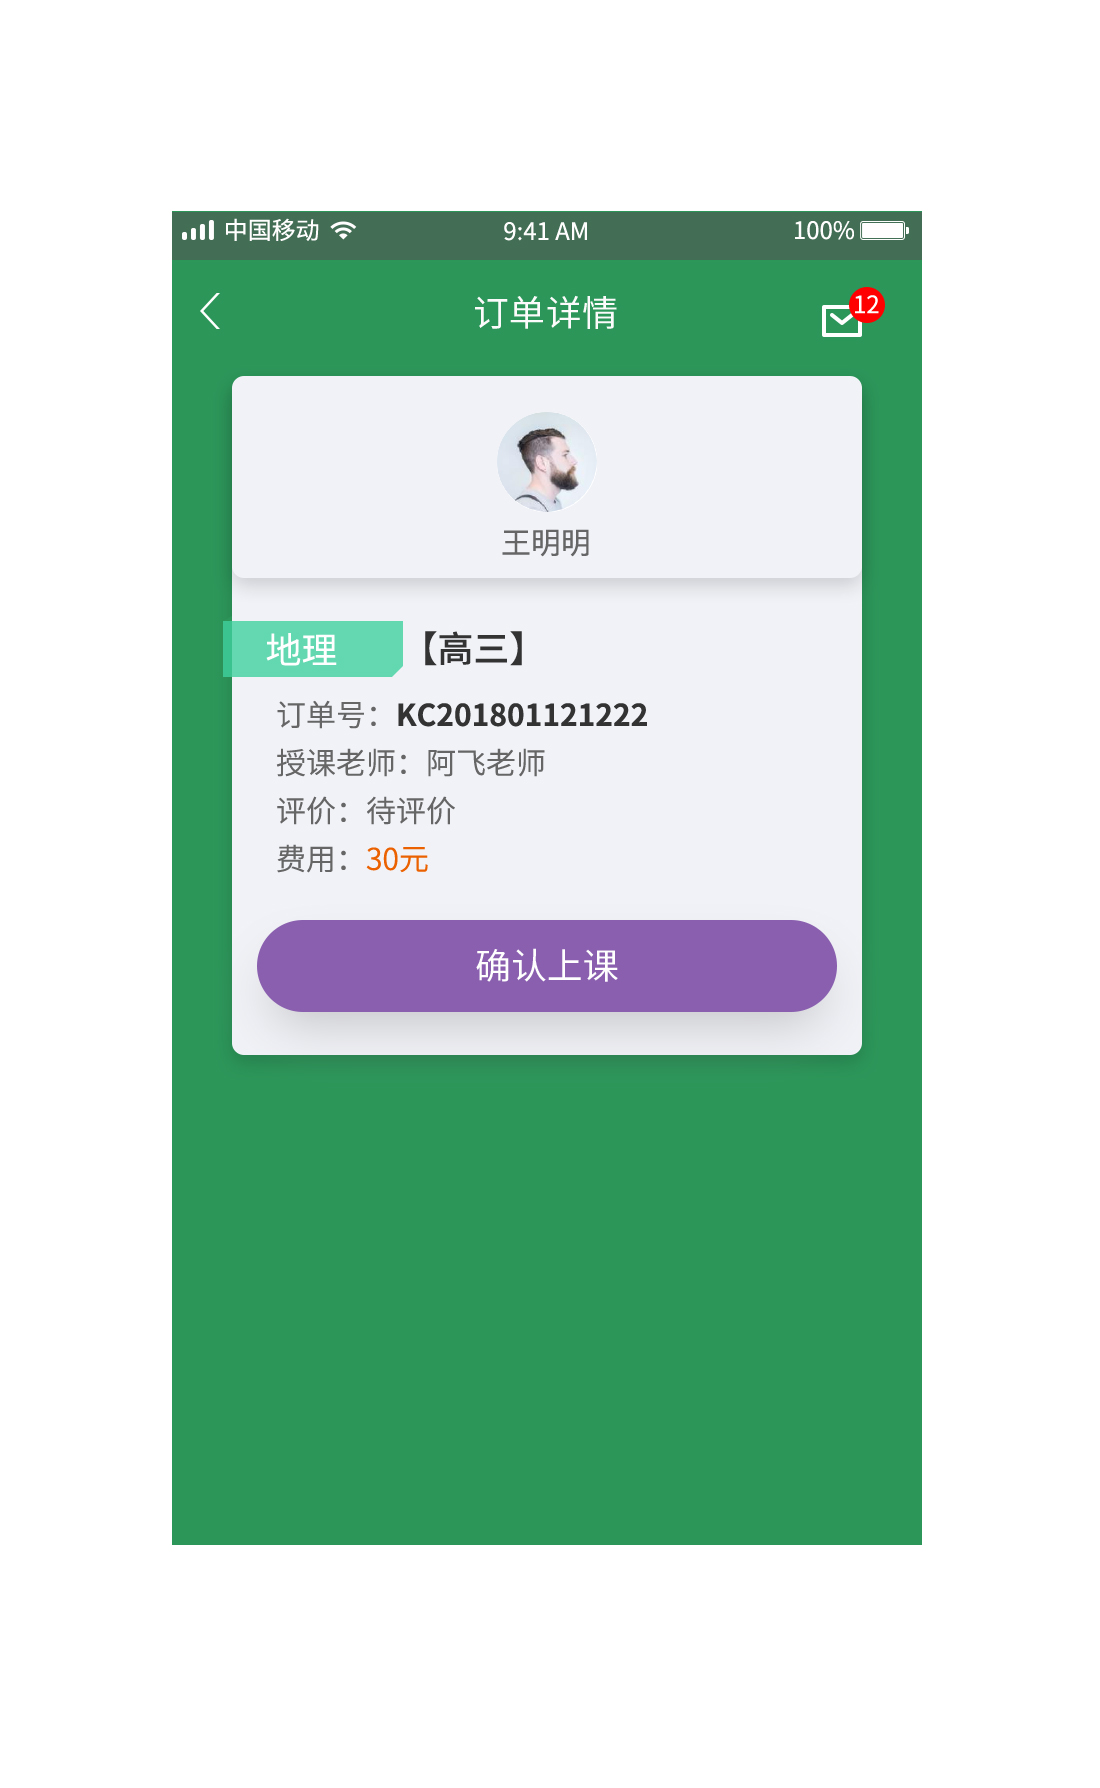 中国移动 9:41 AM 100%
订单详情 12
王明明
地理 【高三】
订单号：KC201801121222
授课老师：阿飞老师
评价：待评价
费用：30元
确认上课